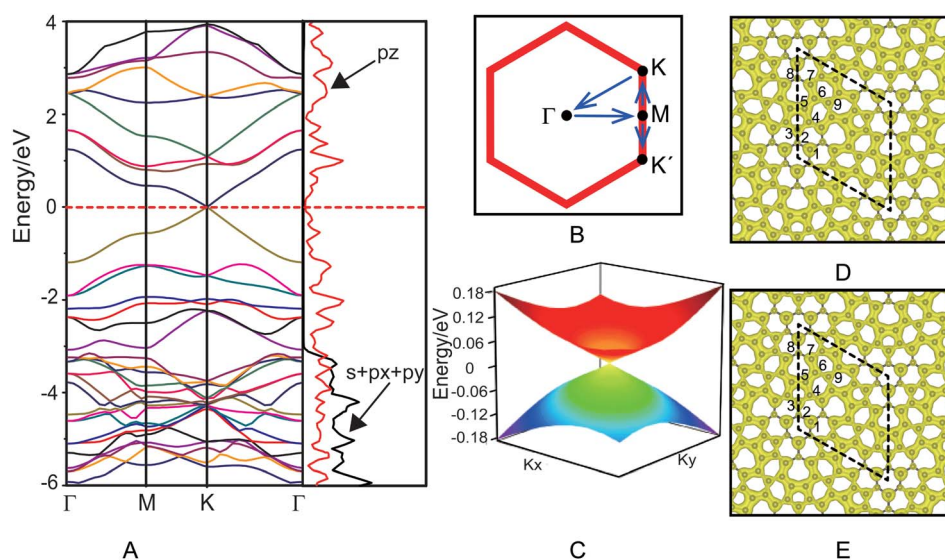 4
2
0
-2
-4
-6
Energy/eV
Γ M K Γ
pz
s+px+py
A
K
Γ M
K´
B
0.18
0.12
0.06
0
-0.06
-0.12
-0.18
Energy/eV
Kx Ky
C
8 7
6
5 9
4
3 2
1
D
8 7
6
5 9
4
3 2
1
E